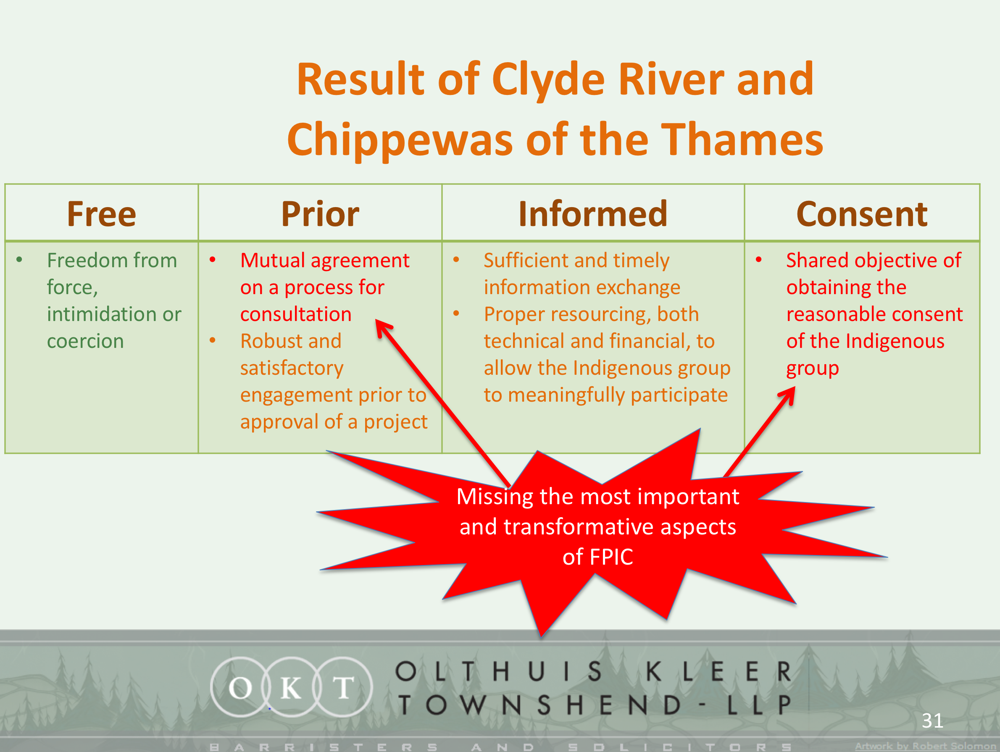 Result of Clyde River and
Chippewas of the Thames
Free
Prior
Informed
Consent
• Freedom from
force,
intimidation or
coercion
• Mutual agreement
on a process for
consultation
• Robust and
satisfactory
engagement prior to
approval of a project
• Sufficient and timely
information exchange
• Proper resourcing, both
technical and financial, to
allow the Indigenous group
to meaningfully participate
• Shared objective of
obtaining the
reasonable consent
of the Indigenous
group
Missing the most important
and transformative aspects
of FPIC
O K T
OLTHUIS KLEER
TOWNSHEND - LLP
31
BARRISTERS AND SOLICITORS
Artwork by Robert Solomon